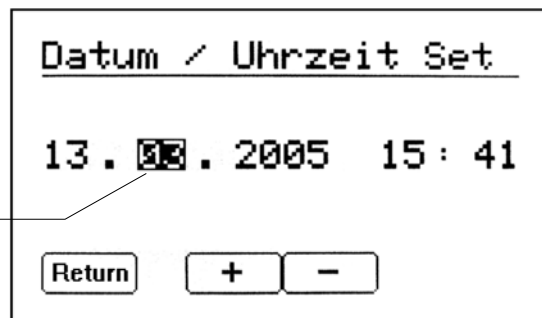 Datum / Uhrzeit Set
13. 03. 2005 15: 41
Return + -